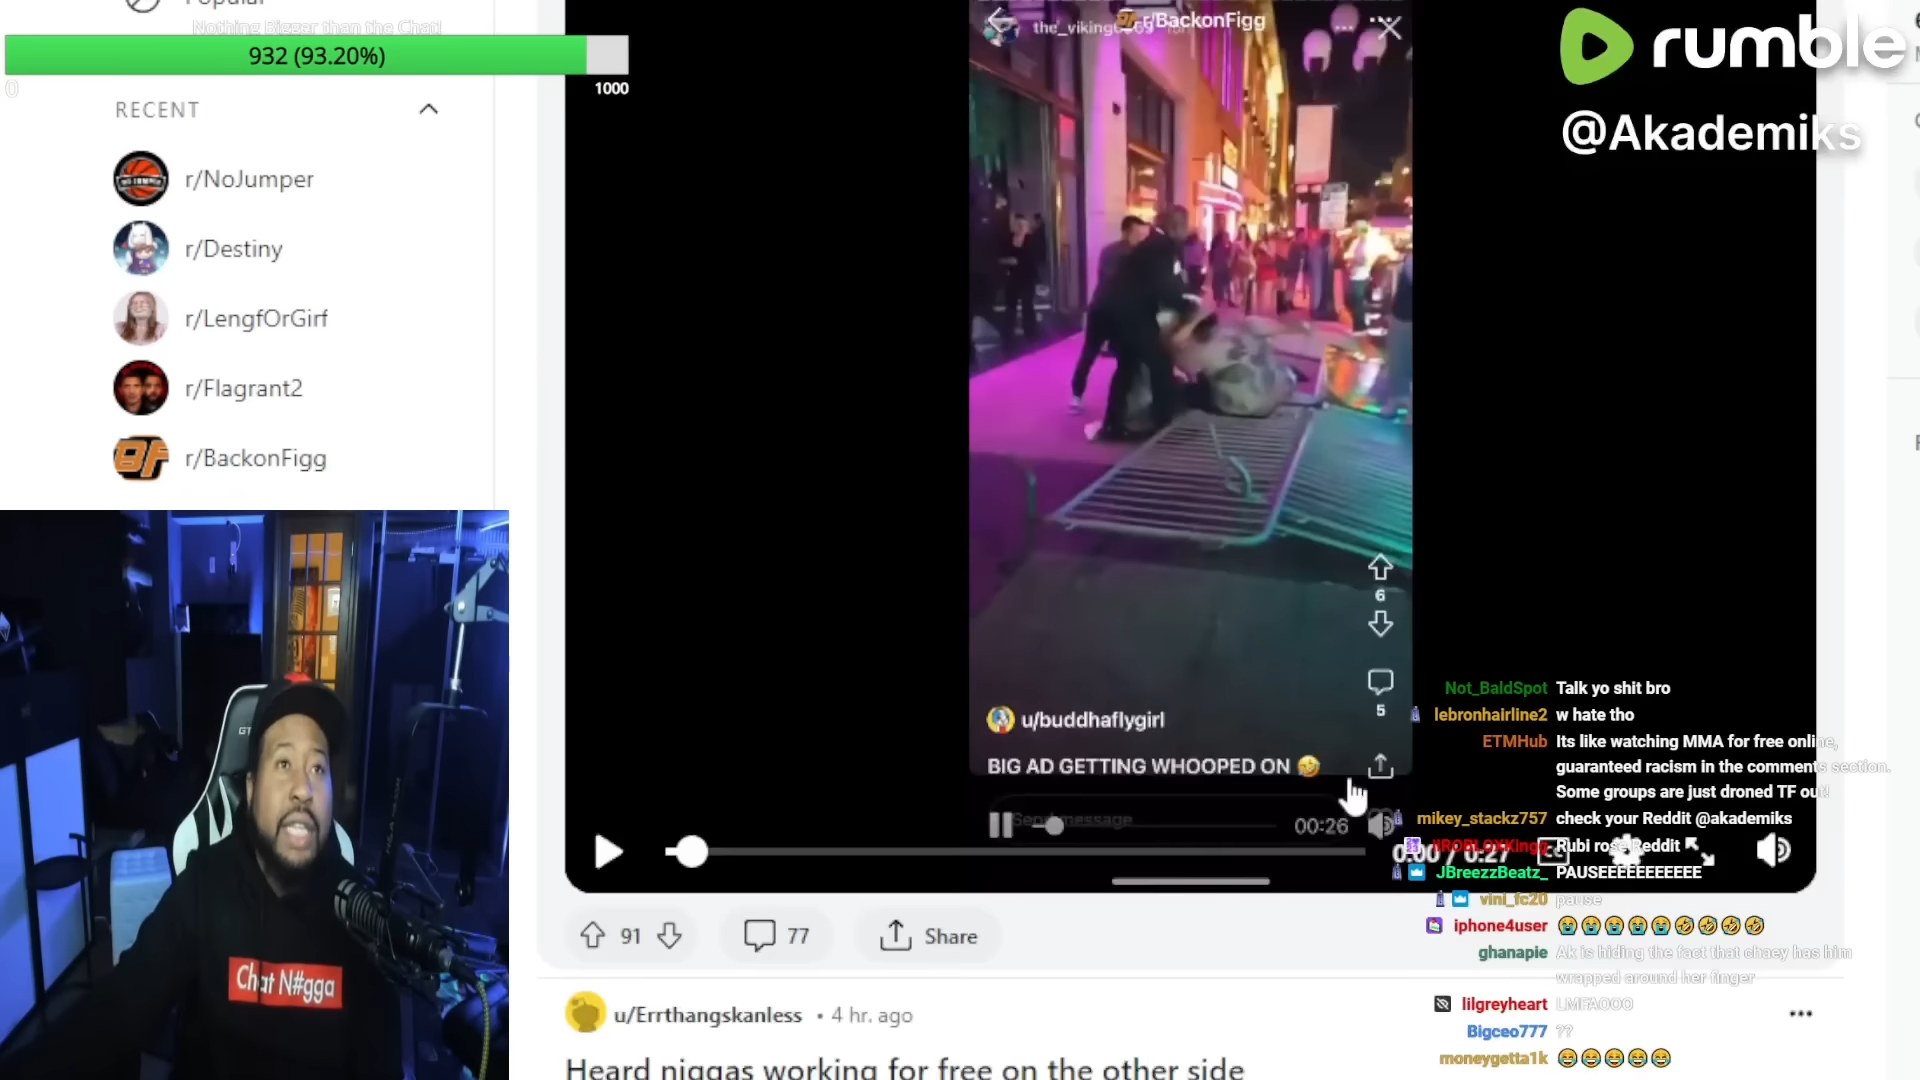 Popular
Nothing Bigger than the Chat!
932 (93.20%)
0
1000
RECENT
r/NoJumper
r/Destiny
r/LengfOrGirf
r/Flagrant2
r/BackonFigg
r/BackonFigg
rumble
@Akademiks
6
5
u/buddhaflygirl
BIG AD GETTING WHOOPED ON 🤣
Send message
00:26
0:00 / 0:27
91
77
Share
u/Errthangskanless • 4 hr. ago
Heard niggas working for free on the other side
Chat N#gga
GT
Not_BaldSpot Talk yo shit bro
lebronhairline2 w hate tho
ETMHub Its like watching MMA for free online,
guaranteed racism in the comments section.
Some groups are just droned TF out!
mikey_stackz757 check your Reddit @akademiks
Rubi rose Reddit
JBreezzBeatz_ PAUSEEEEEEEEEEE
vini_fc20 pause
iphone4user 😭😭😭😭😭🤣🤣🤣🤣
ghanapie Ak is hiding the fact that chaey has him
wrapped around her finger
lilgreyheart LMFAOOO
Bigceo777 ??
moneygetta1k 😂😂😂😂😂